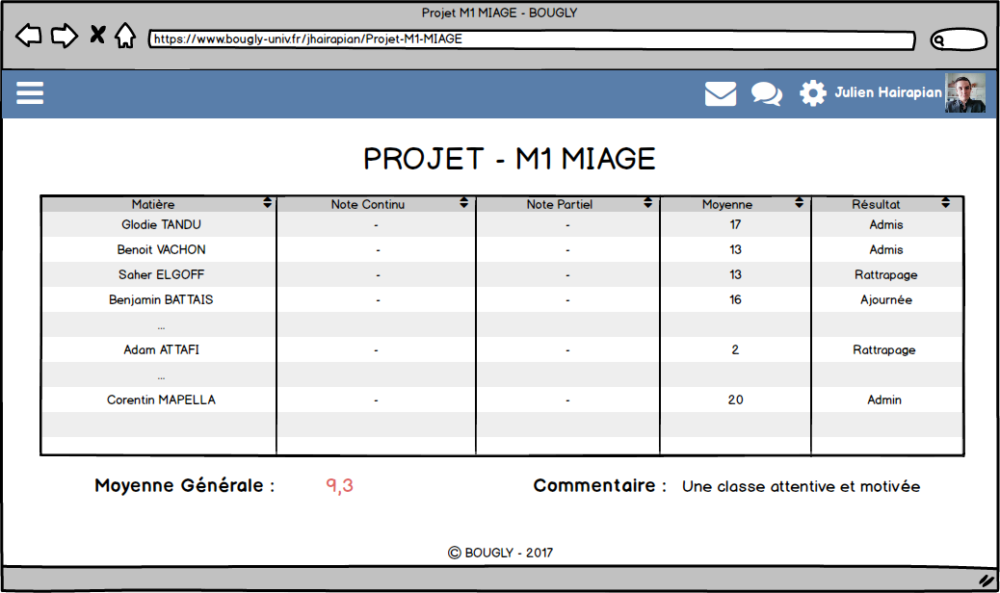 Projet M1 MIAGE - BOUGLY
https://www.bougly-univ.fr/jhairapian/Projet-M1-MIAGE
Julien Hairapian
PROJET - M1 MIAGE
Matière Note Continu Note Partiel Moyenne Résultat
Glodie TANDU - - 17 Admis
Benoit VACHON - - 13 Admis
Saher ELGOFF - - 13 Rattrapage
Benjamin BATTAIS - - 16 Ajournée
...
Adam ATTAFI - - 2 Rattrapage
...
Corentin MAPELLA - - 20 Admin
Moyenne Générale : 9,3 Commentaire : Une classe attentive et motivée
© BOUGLY - 2017